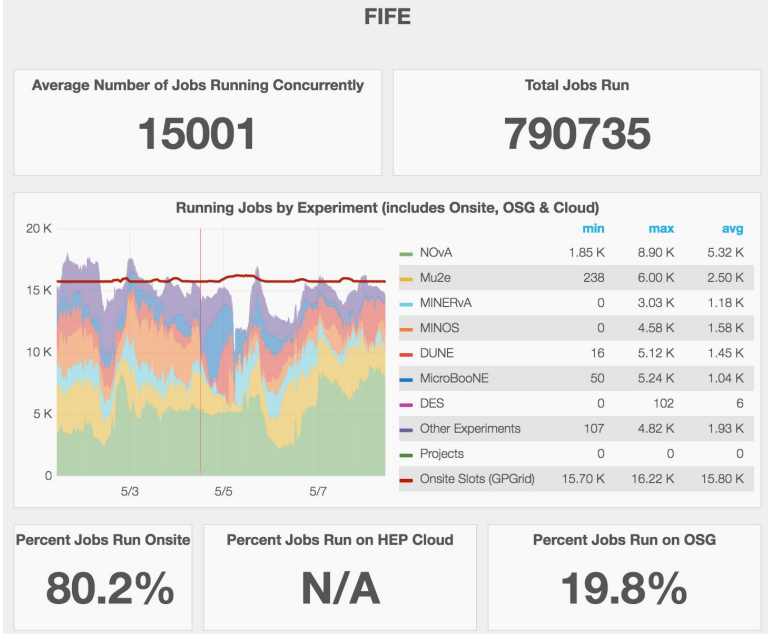 FIFE
Average Number of Jobs Running Concurrently
15001
Total Jobs Run
790735
Running Jobs by Experiment (includes Onsite, OSG & Cloud)
20 K
15 K
10 K
5 K
0
5/3 5/5 5/7
min max avg
NOvA 1.85 K 8.90 K 5.32 K
Mu2e 238 6.00 K 2.50 K
MINERvA 0 3.03 K 1.18 K
MINOS 0 4.58 K 1.58 K
DUNE 16 5.12 K 1.45 K
MicroBooNE 50 5.24 K 1.04 K
DES 0 102 6
Other Experiments 107 4.82 K 1.93 K
Projects 0 0 0
Onsite Slots (GPGrid) 15.70 K 16.22 K 15.80 K
Percent Jobs Run Onsite
80.2%
Percent Jobs Run on HEP Cloud
N/A
Percent Jobs Run on OSG
19.8%